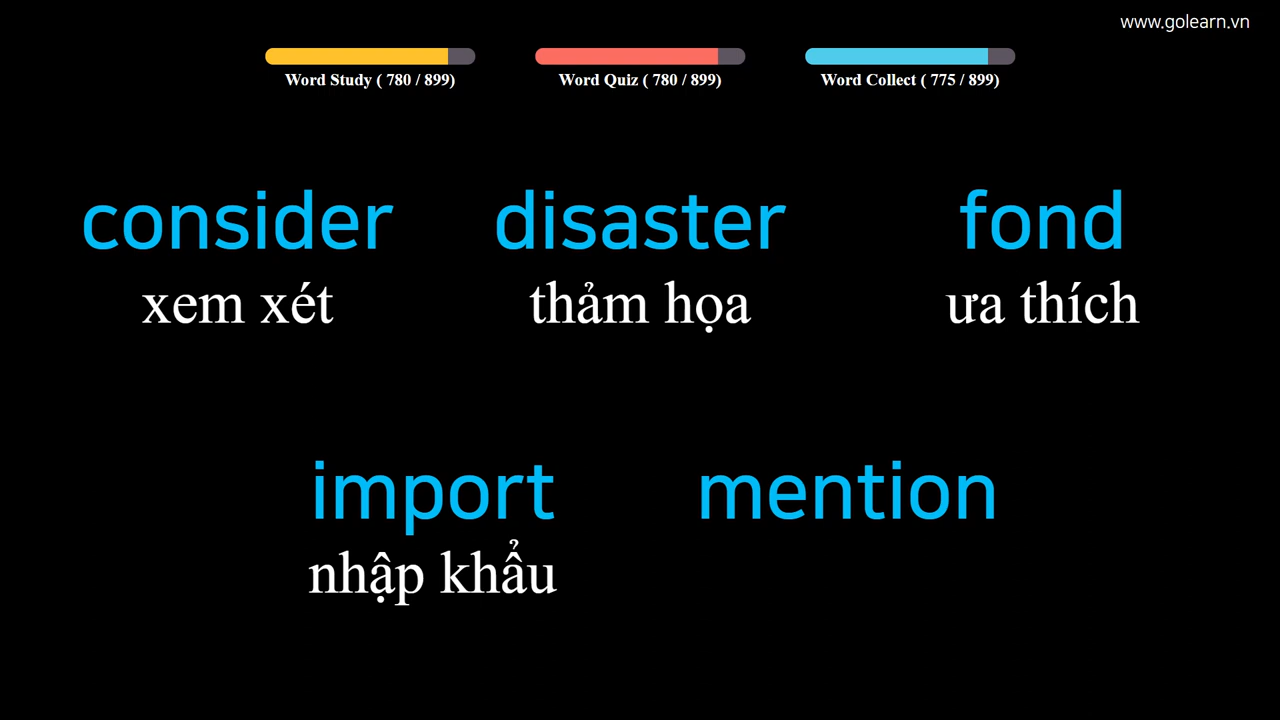 www.golearn.vn
Word Study ( 780 / 899)
Word Quiz ( 780 / 899)
Word Collect ( 775 / 899)
consider
xem xét
disaster
thảm họa
fond
ưa thích
import
nhập khẩu
mention